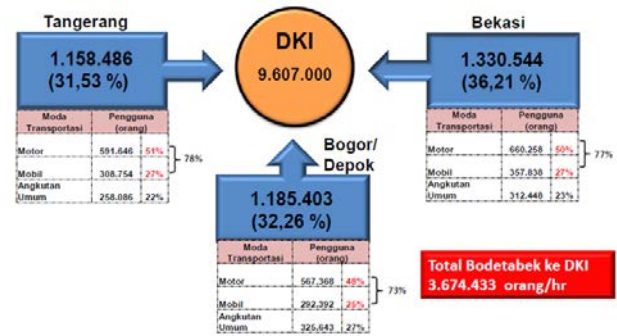 Tangerang
1.158.486
(31,53 %)
Moda Transportasi Pengguna (orang)
Motor 591.646 51%
Mobil 308.754 27%
Angkutan Umum 258.086 22%
78%
DKI
9.607.000
Bekasi
1.330.544
(36,21 %)
Moda Transportasi Pengguna (orang)
Motor 660.258 50%
Mobil 357.838 27%
Angkutan Umum 312.448 23%
77%
Bogor/
Depok
1.185.403
(32,26 %)
Moda Transportasi Pengguna (orang)
Motor 567,368 48%
Mobil 292,392 25%
Angkutan Umum 325,643 27%
73%
Total Bodetabek ke DKI
3.674.433 orang/hr